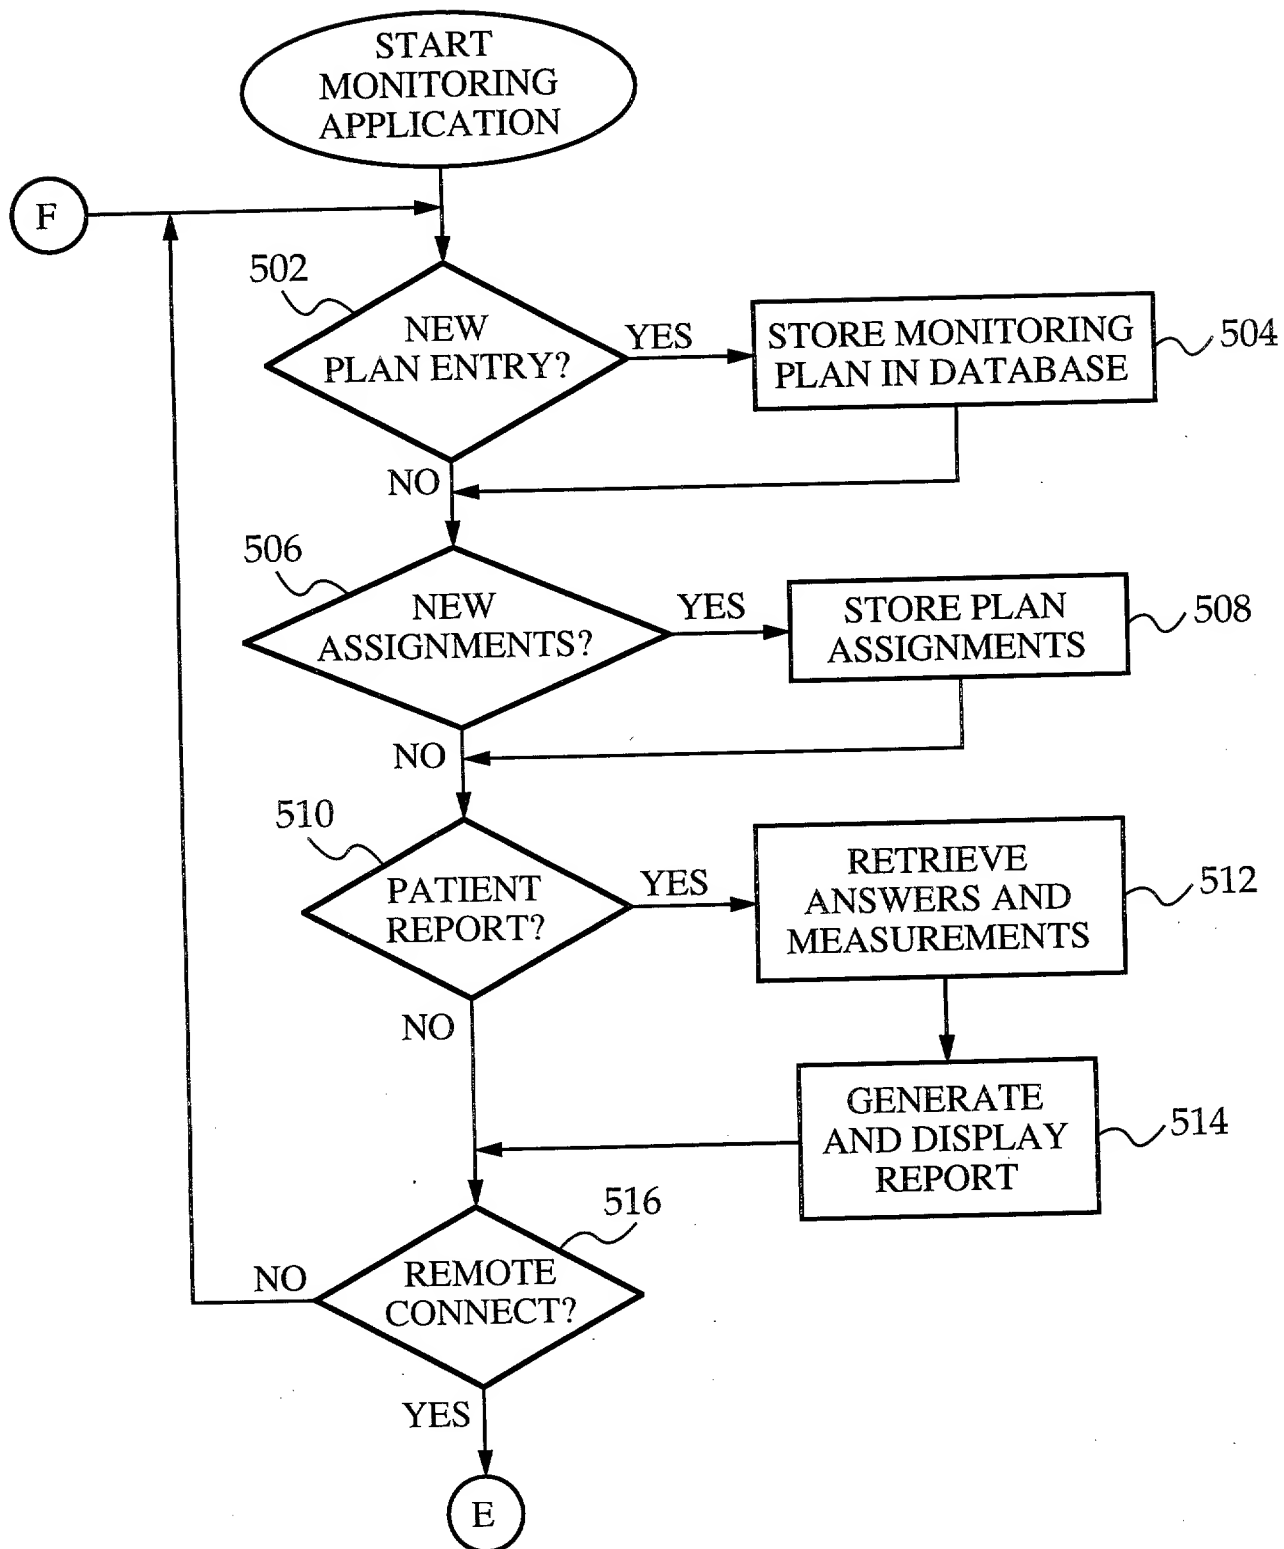 START
MONITORING
APPLICATION
F
502
NEW
PLAN ENTRY?
YES
STORE MONITORING
PLAN IN DATABASE
504
NO
506
NEW
ASSIGNMENTS?
YES
STORE PLAN
ASSIGNMENTS
508
NO
510
PATIENT
REPORT?
YES
RETRIEVE
ANSWERS AND
MEASUREMENTS
512
NO
GENERATE
AND DISPLAY
REPORT
514
516
REMOTE
CONNECT?
NO
YES
E